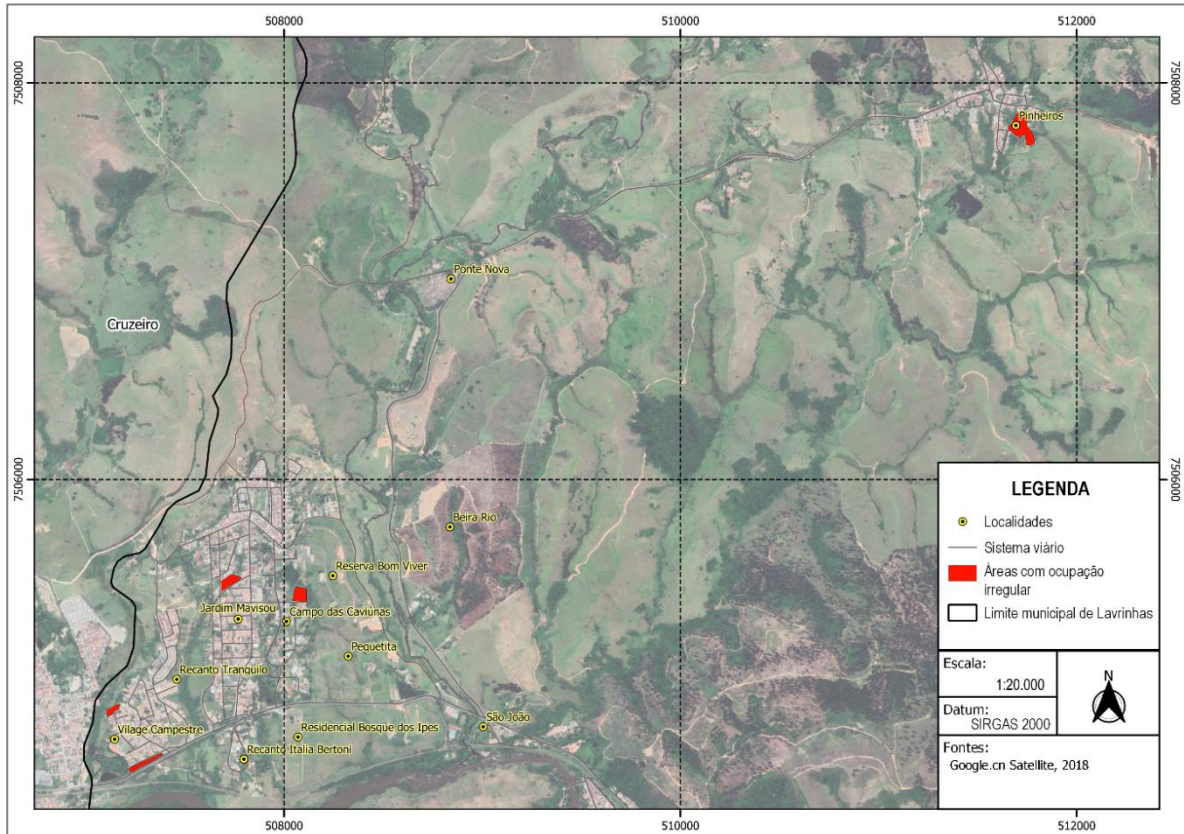 508000
510000
512000
7508000
7508000
Pinheiros
Ponte Nova
Cruzeiro
7506000
7506000
Beira Rio
Reserva Bom Viver
Jardim Mavisou
Campo das Caviúnas
Pequetita
Recanto Tranquilo
São João
Vilage Campestre
Residencial Bosque dos Ipes
Recanto Italia Bertoni
508000
510000
512000
LEGENDA
Localidades
Sistema viário
Áreas com ocupação
irregular
Limite municipal de Lavrinhas
Escala:
1:20.000
Datum:
SIRGAS 2000
N
Fontes:
Google.cn Satellite, 2018